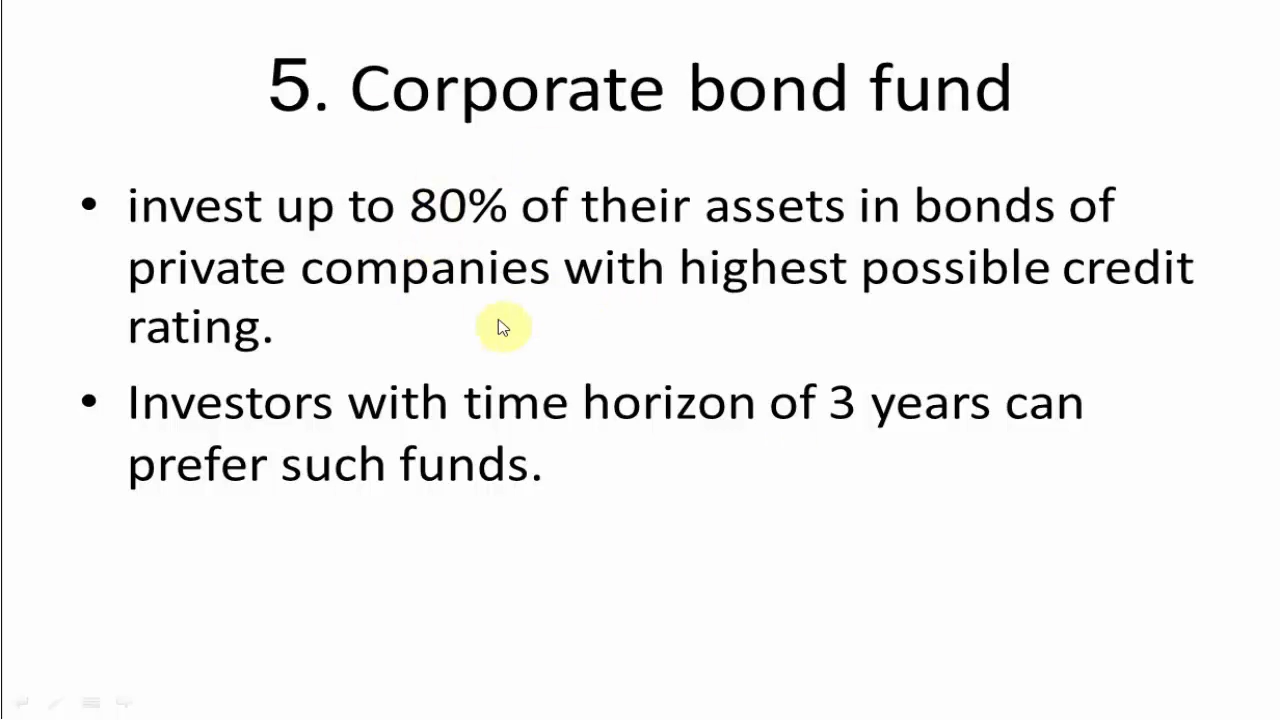 5. Corporate bond fund
• invest up to 80% of their assets in bonds of
private companies with highest possible credit
rating.
• Investors with time horizon of 3 years can
prefer such funds.